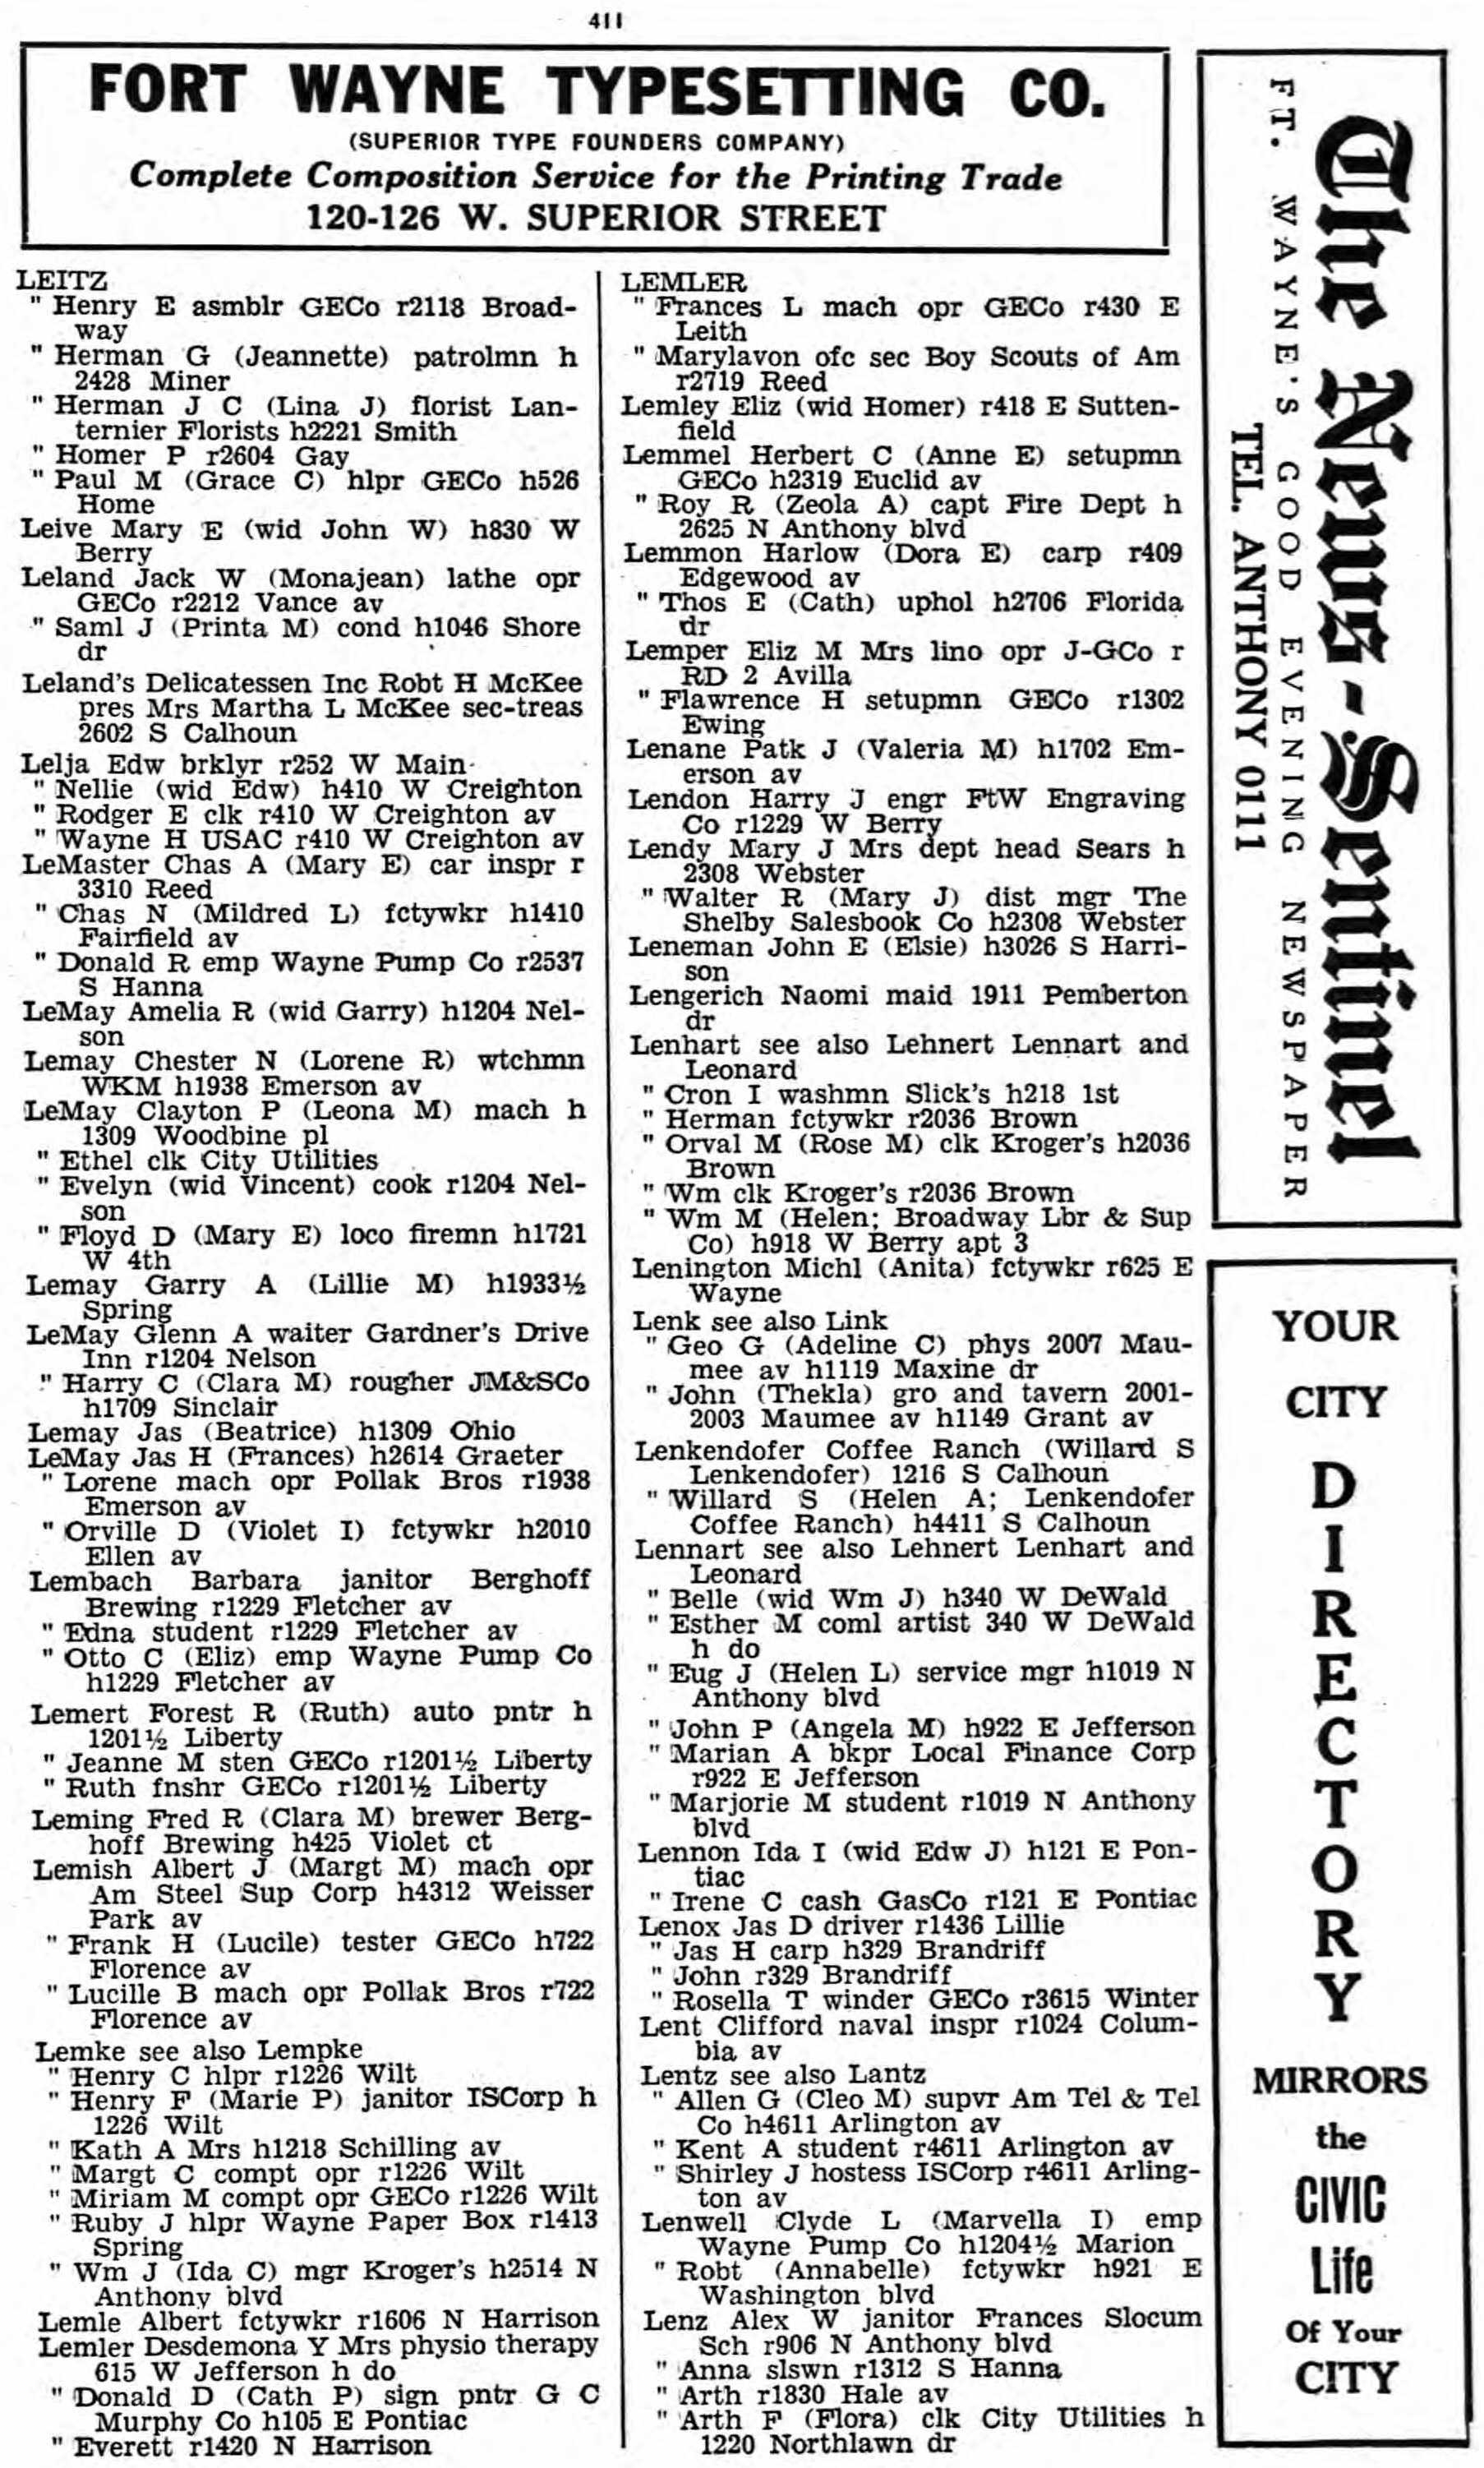 411
FORT WAYNE TYPESETTING CO.
(SUPERIOR TYPE FOUNDERS COMPANY)
Complete Composition Service for the Printing Trade
120-126 W. SUPERIOR STREET
LEITZ
" Henry E asmblr GECo r2118 Broad-
way
" Herman G (Jeannette) patrolmn h
2428 Miner
" Herman J C (Lina J) florist Lan-
ternier Florists h2221 Smith
" Homer P r2604 Gay
" Paul M (Grace C) hlpr GECo h526
Home
Leive Mary E (wid John W) h830 W
Berry
Leland Jack W (Monajean) lathe opr
GECo r2212 Vance av
" Saml J (Printa M) cond h1046 Shore
dr
Leland's Delicatessen Inc Robt H McKee
pres Mrs Martha L McKee sec-treas
2602 S Calhoun
Lelja Edw brklyr r252 W Main
" Nellie (wid Edw) h410 W Creighton
" Rodger E clk r410 W Creighton av
" Wayne H USAC r410 W Creighton av
LeMaster Chas A (Mary E) car inspr r
3310 Reed
" Chas N (Mildred L) fctywkr h1410
Fairfield av
" Donald R emp Wayne Pump Co r2537
S Hanna
LeMay Amelia R (wid Garry) h1204 Nel-
son
Lemay Chester N (Lorene R) wtchmn
WKM h1938 Emerson av
LeMay Clayton P (Leona M) mach h
1309 Woodbine pl
" Ethel clk City Utilities
" Evelyn (wid Vincent) cook r1204 Nel-
son
" Floyd D (Mary E) loco firemn h1721
W 4th
Lemay Garry A (Lillie M) h1933½
Spring
LeMay Glenn A waiter Gardner's Drive
Inn r1204 Nelson
" Harry C (Clara M) rougher JM&SCo
h1709 Sinclair
Lemay Jas (Beatrice) h1309 Ohio
LeMay Jas H (Frances) h2614 Graeter
" Lorene mach opr Pollak Bros r1938
Emerson av
" Orville D (Violet I) fctywkr h2010
Ellen av
Lembach Barbara janitor Berghoff
Brewing r1229 Fletcher av
" Edna student r1229 Fletcher av
" Otto C (Eliz) emp Wayne Pump Co
h1229 Fletcher av
Lemert Forest R (Ruth) auto pntr h
1201½ Liberty
" Jeanne M sten GECo r1201½ Liberty
" Ruth fnshr GECo r1201½ Liberty
Leming Fred R (Clara M) brewer Berg-
hoff Brewing h425 Violet ct
Lemish Albert J (Margt M) mach opr
Am Steel Sup Corp h4312 Weisser
Park av
" Frank H (Lucile) tester GECo h722
Florence av
" Lucille B mach opr Pollak Bros r722
Florence av
Lemke see also Lempke
" Henry C hlpr r1226 Wilt
" Henry F (Marie P) janitor ISCorp h
1226 Wilt
" Kath A Mrs h1218 Schilling av
" Margt C compt opr r1226 Wilt
" Miriam M compt opr GECo r1226 Wilt
" Ruby J hlpr Wayne Paper Box r1413
Spring
" Wm J (Ida C) mgr Kroger's h2514 N
Anthony blvd
Lemle Albert fctywkr r1606 N Harrison
Lemler Desdemona Y Mrs physio therapy
615 W Jefferson h do
" Donald D (Cath P) sign pntr G C
Murphy Co h105 E Pontiac
" Everett r1420 N Harrison
LEMLER
" Frances L mach opr GECo r430 E
Leith
" Marylavon ofc sec Boy Scouts of Am
r2719 Reed
Lemley Eliz (wid Homer) r418 E Sutten-
field
Lemmel Herbert C (Anne E) setupmn
GECo h2319 Euclid av
" Roy R (Zeola A) capt Fire Dept h
2625 N Anthony blvd
Lemmon Harlow (Dora E) carp r409
Edgewood av
" Thos E (Cath) uphol h2706 Florida
dr
Lemper Eliz M Mrs lino opr J-GCo r
RD 2 Avilla
" Flawrence H setupmn GECo r1302
Ewing
Lenane Patk J (Valeria M) h1702 Em-
erson av
Lendon Harry J engr FtW Engraving
Co r1229 W Berry
Lendy Mary J Mrs dept head Sears h
2308 Webster
" Walter R (Mary J) dist mgr The
Shelby Salesbook Co h2308 Webster
Leneman John E (Elsie) h3026 S Harri-
son
Lengerich Naomi maid 1911 Pemberton
dr
Lenhart see also Lehnert Lennart and
Leonard
" Cron I washmn Slick's h218 1st
" Herman fctywkr r2036 Brown
" Orval M (Rose M) clk Kroger's h2036
Brown
" Wm clk Kroger's r2036 Brown
" Wm M (Helen; Broadway Lbr & Sup
Co) h918 W Berry apt 3
Lenington Michl (Anita) fctywkr r625 E
Wayne
Lenk see also Link
" Geo G (Adeline C) phys 2007 Mau-
mee av h1119 Maxine dr
" John (Thekla) gro and tavern 2001-
2003 Maumee av h1149 Grant av
Lenkendofer Coffee Ranch (Willard S
Lenkendofer) 1216 S Calhoun
" Willard S (Helen A; Lenkendofer
Coffee Ranch) h4411 S Calhoun
Lennart see also Lehnert Lenhart and
Leonard
" Belle (wid Wm J) h340 W DeWald
" Esther M coml artist 340 W DeWald
h do
" Eug J (Helen L) service mgr h1019 N
Anthony blvd
" John P (Angela M) h922 E Jefferson
" Marian A bkpr Local Finance Corp
r922 E Jefferson
" Marjorie M student r1019 N Anthony
blvd
Lennon Ida I (wid Edw J) h121 E Pon-
tiac
" Irene C cash GasCo r121 E Pontiac
Lenox Jas D driver r1436 Lillie
" Jas H carp h329 Brandriff
" John r329 Brandriff
" Rosella T winder GECo r3615 Winter
Lent Clifford naval inspr r1024 Colum-
bia av
Lentz see also Lantz
" Allen G (Cleo M) supvr Am Tel & Tel
Co h4611 Arlington av
" Kent A student r4611 Arlington av
" Shirley J hostess ISCorp r4611 Arling-
ton av
Lenwell Clyde L (Marvella I) emp
Wayne Pump Co h1204½ Marion
" Robt (Annabelle) fctywkr h921 E
Washington blvd
Lenz Alex W janitor Frances Slocum
Sch r906 N Anthony blvd
" Anna slswn r1312 S Hanna
" Arth r1830 Hale av
" Arth F (Flora) clk City Utilities h
1220 Northlawn dr
The News-Sentinel
FT. WAYNE'S GOOD EVENING NEWSPAPER
TEL. ANTHONY 0111
YOUR
CITY
D
I
R
E
C
T
O
R
Y
MIRRORS
the
CIVIC
Life
Of Your
CITY